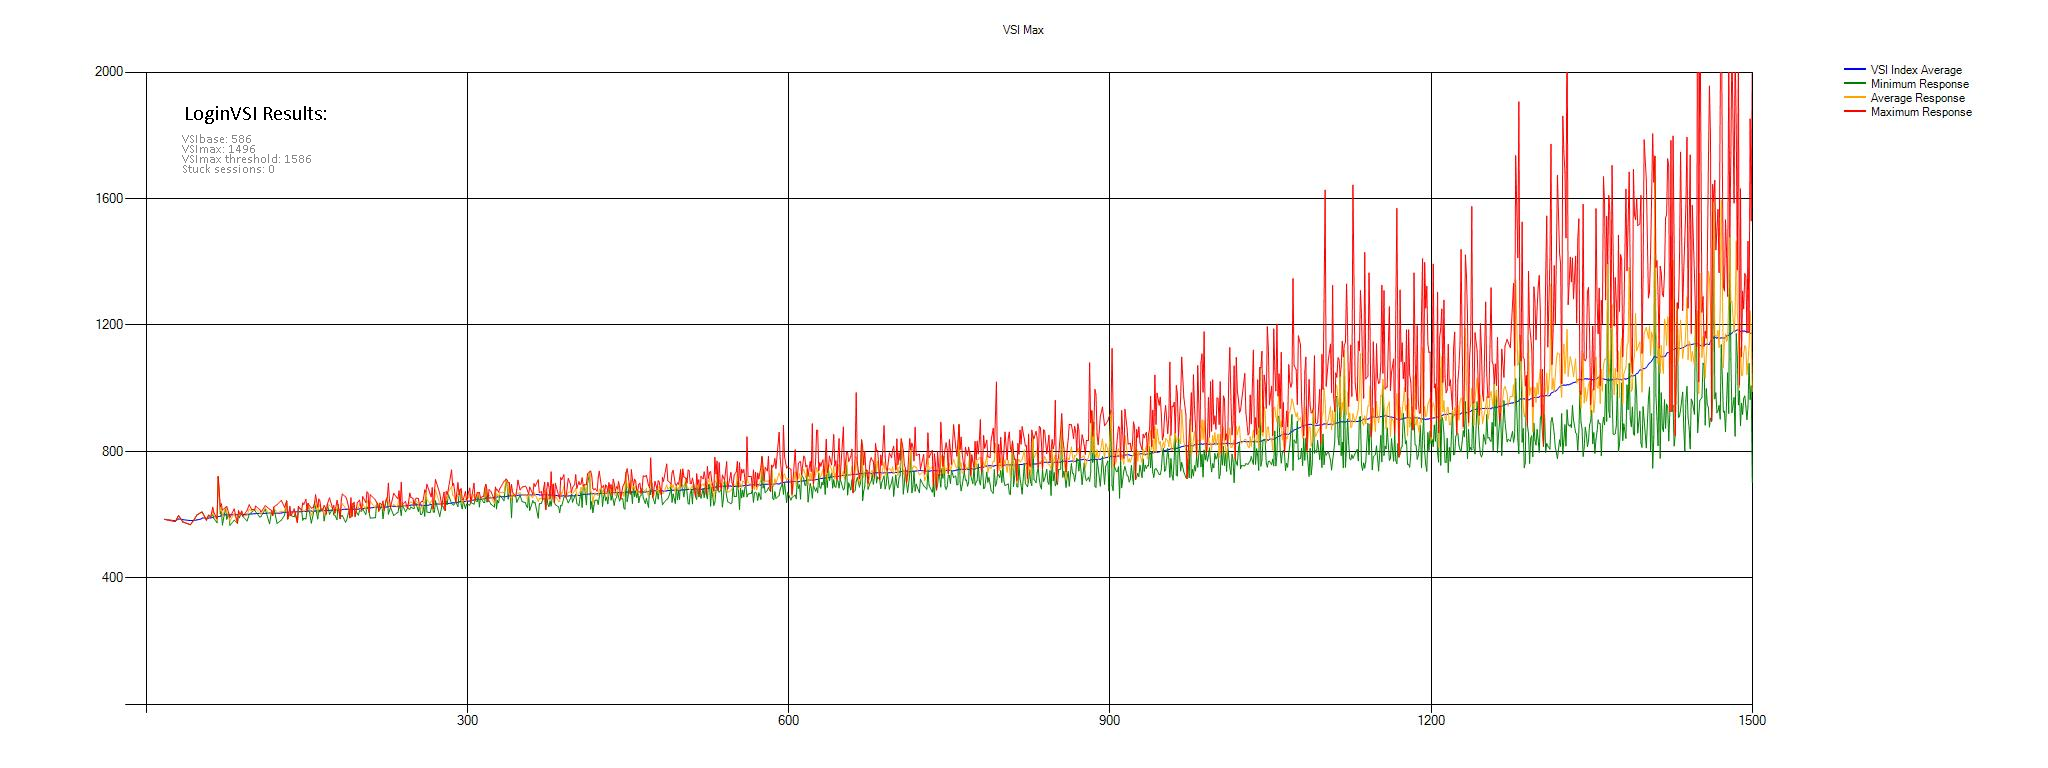 VSI Max
2000
1600
1200
800
400
LoginVSI Results:
VSIbase: 586
VSImax: 1496
VSImax threshold: 1586
Stuck sessions: 0
300
600
900
1200
1500
VSI Index Average
Minimum Response
Average Response
Maximum Response